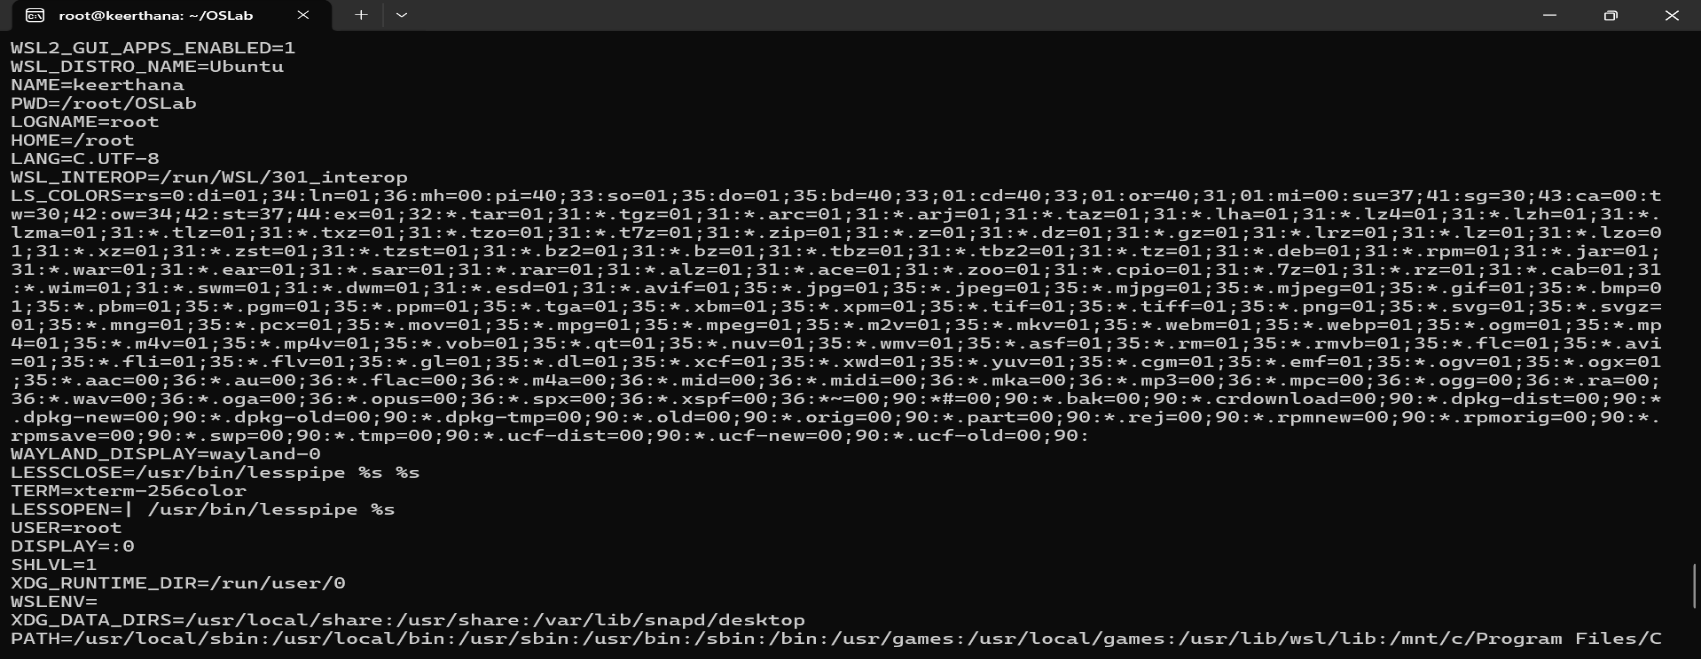 root@keerthana: ~/OSLab
WSL2_GUI_APPS_ENABLED=1
WSL_DISTRO_NAME=Ubuntu
NAME=keerthana
PWD=/root/OSLab
LOGNAME=root
HOME=/root
LANG=C.UTF-8
WSL_INTEROP=/run/WSL/301_interop
LS_COLORS=rs=0:di=01;34:ln=01;36:mh=00:pi=40;33:so=01;35:do=01;35:bd=40;33;01:cd=40;33;01:or=40;31;01:mi=00:su=37;41:sg=30;43:ca=00:t
w=30;42:ow=34;42:st=37;44:ex=01;32:*.tar=01;31:*.tgz=01;31:*.arc=01;31:*.arj=01;31:*.taz=01;31:*.lha=01;31:*.lz4=01;31:*.lzh=01;31:*.
lzma=01;31:*.tlz=01;31:*.txz=01;31:*.tzo=01;31:*.t7z=01;31:*.zip=01;31:*.z=01;31:*.dz=01;31:*.gz=01;31:*.lrz=01;31:*.lz=01;31:*.lzo=0
1;31:*.xz=01;31:*.zst=01;31:*.tzst=01;31:*.bz2=01;31:*.bz=01;31:*.tbz=01;31:*.tbz2=01;31:*.tz=01;31:*.deb=01;31:*.rpm=01;31:*.jar=01;
31:*.war=01;31:*.ear=01;31:*.sar=01;31:*.rar=01;31:*.alz=01;31:*.ace=01;31:*.zoo=01;31:*.cpio=01;31:*.7z=01;31:*.rz=01;31:*.cab=01;31
:*.wim=01;31:*.swm=01;31:*.dwm=01;31:*.esd=01;31:*.avif=01;35:*.jpg=01;35:*.jpeg=01;35:*.mjpg=01;35:*.mjpeg=01;35:*.gif=01;35:*.bmp=0
1;35:*.pbm=01;35:*.pgm=01;35:*.ppm=01;35:*.tga=01;35:*.xbm=01;35:*.xpm=01;35:*.tif=01;35:*.tiff=01;35:*.png=01;35:*.svg=01;35:*.svgz=
01;35:*.mng=01;35:*.pcx=01;35:*.mov=01;35:*.mpg=01;35:*.mpeg=01;35:*.m2v=01;35:*.mkv=01;35:*.webm=01;35:*.webp=01;35:*.ogm=01;35:*.mp
4=01;35:*.m4v=01;35:*.mp4v=01;35:*.vob=01;35:*.qt=01;35:*.nuv=01;35:*.wmv=01;35:*.asf=01;35:*.rm=01;35:*.rmvb=01;35:*.flc=01;35:*.avi
=01;35:*.fli=01;35:*.flv=01;35:*.gl=01;35:*.dl=01;35:*.xcf=01;35:*.xwd=01;35:*.yuv=01;35:*.cgm=01;35:*.emf=01;35:*.ogv=01;35:*.ogx=01
;35:*.aac=00;36:*.au=00;36:*.flac=00;36:*.m4a=00;36:*.mid=00;36:*.midi=00;36:*.mka=00;36:*.mp3=00;36:*.mpc=00;36:*.ogg=00;36:*.ra=00;
36:*.wav=00;36:*.oga=00;36:*.opus=00;36:*.spx=00;36:*.xspf=00;36:*~=00;90:*#=00;90:*.bak=00;90:*.crdownload=00;90:*.dpkg-dist=00;90:*
.dpkg-new=00;90:*.dpkg-old=00;90:*.dpkg-tmp=00;90:*.old=00;90:*.orig=00;90:*.part=00;90:*.rej=00;90:*.rpmnew=00;90:*.rpmorig=00;90:*.
rpmsave=00;90:*.swp=00;90:*.tmp=00;90:*.ucf-dist=00;90:*.ucf-new=00;90:*.ucf-old=00;90:
WAYLAND_DISPLAY=wayland-0
LESSCLOSE=/usr/bin/lesspipe %s %s
TERM=xterm-256color
LESSOPEN=| /usr/bin/lesspipe %s
USER=root
DISPLAY=:0
SHLVL=1
XDG_RUNTIME_DIR=/run/user/0
WSLENV=
XDG_DATA_DIRS=/usr/local/share:/usr/share:/var/lib/snapd/desktop
PATH=/usr/local/sbin:/usr/local/bin:/usr/sbin:/usr/bin:/sbin:/bin:/usr/games:/usr/local/games:/usr/lib/wsl/lib:/mnt/c/Program Files/C